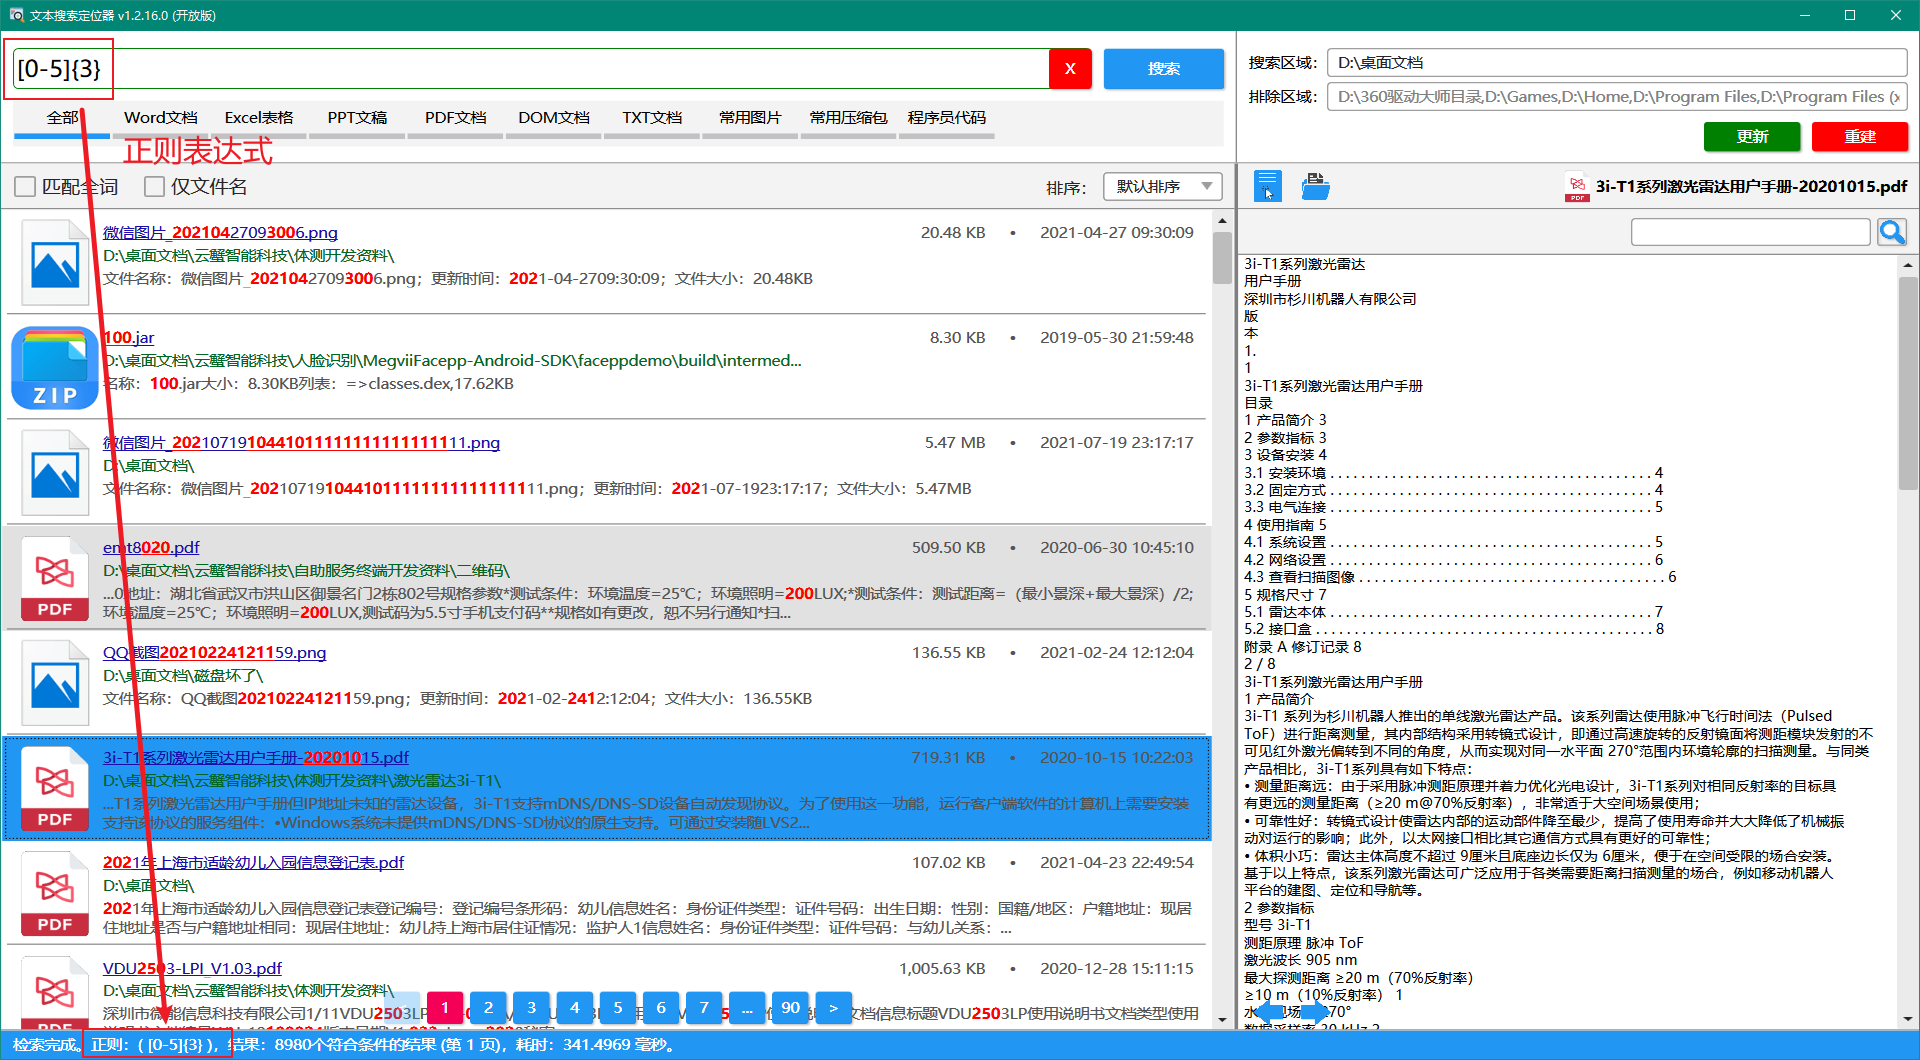 文本搜索定位器 v1.2.16.0 (开放版)
[0-5]{3}
X
搜索
搜索区域：
D:\桌面文档
排除区域：
D:\360驱动大师目录,D:\Games,D:\Home,D:\Program Files,D:\Program Files (x
更新
重建
全部
Word文档
Excel表格
PPT文稿
PDF文档
DOM文档
TXT文档
常用图片
常用压缩包
程序员代码
正则表达式
匹配全词
仅文件名
排序：
默认排序
微信图片_20210427093006.png
20.48 KB • 2021-04-27 09:30:09
D:\桌面文档\云蟹智能科技\体测开发资料\
文件名称：微信图片_20210427093006.png；更新时间：2021-04-2709:30:09；文件大小：20.48KB
ZIP
100.jar
8.30 KB • 2019-05-30 21:59:48
D:\桌面文档\云蟹智能科技\人脸识别\MegviiFacepp-Android-SDK\faceppdemo\build\intermed...
名称：100.jar大小：8.30KB列表：=>classes.dex,17.62KB
微信图片_2021071910441011111111111111111111.png
5.47 MB • 2021-07-19 23:17:17
D:\桌面文档\
文件名称：微信图片_2021071910441011111111111111111111.png；更新时间：2021-07-1923:17:17；文件大小：5.47MB
PDF
emt8020.pdf
509.50 KB • 2020-06-30 10:45:10
D:\桌面文档\云蟹智能科技\自助服务终端开发资料\二维码\
...0地址：湖北省武汉市洪山区御景名门2栋802号规格参数*测试条件：环境温度=25℃；环境照明=200LUX;*测试条件：测试距离=（最小景深+最大景深）/2;
环境温度=25℃；环境照明=200LUX,测试码为5.5寸手机支付码**规格如有更改，恕不另行通知*扫...
QQ截图20210224121159.png
136.55 KB • 2021-02-24 12:12:04
D:\桌面文档\磁盘坏了\
文件名称：QQ截图20210224121159.png；更新时间：2021-02-2412:12:04；文件大小：136.55KB
PDF
3i-T1系列激光雷达用户手册-20201015.pdf
719.31 KB • 2020-10-15 10:22:03
D:\桌面文档\云蟹智能科技\体测开发资料\激光雷达3i-T1\
...T1系列激光雷达用户手册但IP地址未知的雷达设备，3i-T1支持mDNS/DNS-SD设备自动发现协议。为了使用这一功能，运行客户端软件的计算机上需要安装
支持该协议的服务组件：•Windows系统未提供mDNS/DNS-SD协议的原生支持。可通过安装随LVS2...
PDF
2021年上海市适龄幼儿入园信息登记表.pdf
107.02 KB • 2021-04-23 22:49:54
D:\桌面文档\
2021年上海市适龄幼儿入园信息登记表登记编号：登记编号条形码：幼儿信息姓名：身份证件类型：证件号码：出生日期：性别：国籍/地区：户籍地址：现居
住地址是否与户籍地址相同：现居住地址：幼儿持上海市居住证情况：监护人1信息姓名：身份证件类型：证件号码：与幼儿关系：...
VDU2503-LPI_V1.03.pdf
1,005.63 KB • 2020-12-28 15:11:15
D:\桌面文档\云蟹智能科技\体测开发资料\
深圳市微能信息科技有限公司1/11VDU2503LP
文档信息标题VDU2503LP使用说明书文档类型使用
1 2 3 4 5 6 7 ... 90 >
3i-T1系列激光雷达用户手册-20201015.pdf
3i-T1系列激光雷达
用户手册
深圳市杉川机器人有限公司
版
本
1.
1
3i-T1系列激光雷达用户手册
目录
1 产品简介 3
2 参数指标 3
3 设备安装 4
3.1 安装环境 . . . . . . . . . . . . . . . . . . . . . . . . . . . . . . . . . . . . . . . . 4
3.2 固定方式 . . . . . . . . . . . . . . . . . . . . . . . . . . . . . . . . . . . . . . . . 4
3.3 电气连接 . . . . . . . . . . . . . . . . . . . . . . . . . . . . . . . . . . . . . . . . 5
4 使用指南 5
4.1 系统设置 . . . . . . . . . . . . . . . . . . . . . . . . . . . . . . . . . . . . . . . . 5
4.2 网络设置 . . . . . . . . . . . . . . . . . . . . . . . . . . . . . . . . . . . . . . . . 6
4.3 查看扫描图像 . . . . . . . . . . . . . . . . . . . . . . . . . . . . . . . . . . . . . . 6
5 规格尺寸 7
5.1 雷达本体 . . . . . . . . . . . . . . . . . . . . . . . . . . . . . . . . . . . . . . . . 7
5.2 接口盒 . . . . . . . . . . . . . . . . . . . . . . . . . . . . . . . . . . . . . . . . . . 8
附录 A 修订记录 8
2 / 8
3i-T1系列激光雷达用户手册
1 产品简介
3i-T1 系列为杉川机器人推出的单线激光雷达产品。该系列雷达使用脉冲飞行时间法（Pulsed
ToF）进行距离测量，其内部结构采用转镜式设计，即通过高速旋转的反射镜面将测距模块发射的不
可见红外激光偏转到不同的角度，从而实现对同一水平面 270°范围内环境轮廓的扫描测量。与同类
产品相比，3i-T1系列具有如下特点：
• 测量距离远：由于采用脉冲测距原理并着力优化光电设计，3i-T1系列对相同反射率的目标具
有更远的测量距离（≥20 m@70%反射率），非常适于大空间场景使用；
• 可靠性好：转镜式设计使雷达内部的运动部件降至最少，提高了使用寿命并大大降低了机械振
动对运行的影响；此外，以太网接口相比其它通信方式具有更好的可靠性；
• 体积小巧：雷达主体高度不超过 9厘米且底座边长仅为 6厘米，便于在空间受限的场合安装。
基于以上特点，该系列激光雷达可广泛应用于各类需要距离扫描测量的场合，例如移动机器人
平台的建图、定位和导航等。
2 参数指标
型号 3i-T1
测距原理 脉冲 ToF
激光波长 905 nm
最大探测距离 ≥20 m（70%反射率）
≥10 m（10%反射率） 1
检索完成。正则：( [0-5]{3} )，结果：8980个符合条件的结果 (第 1 页)，耗时：341.4969 毫秒。